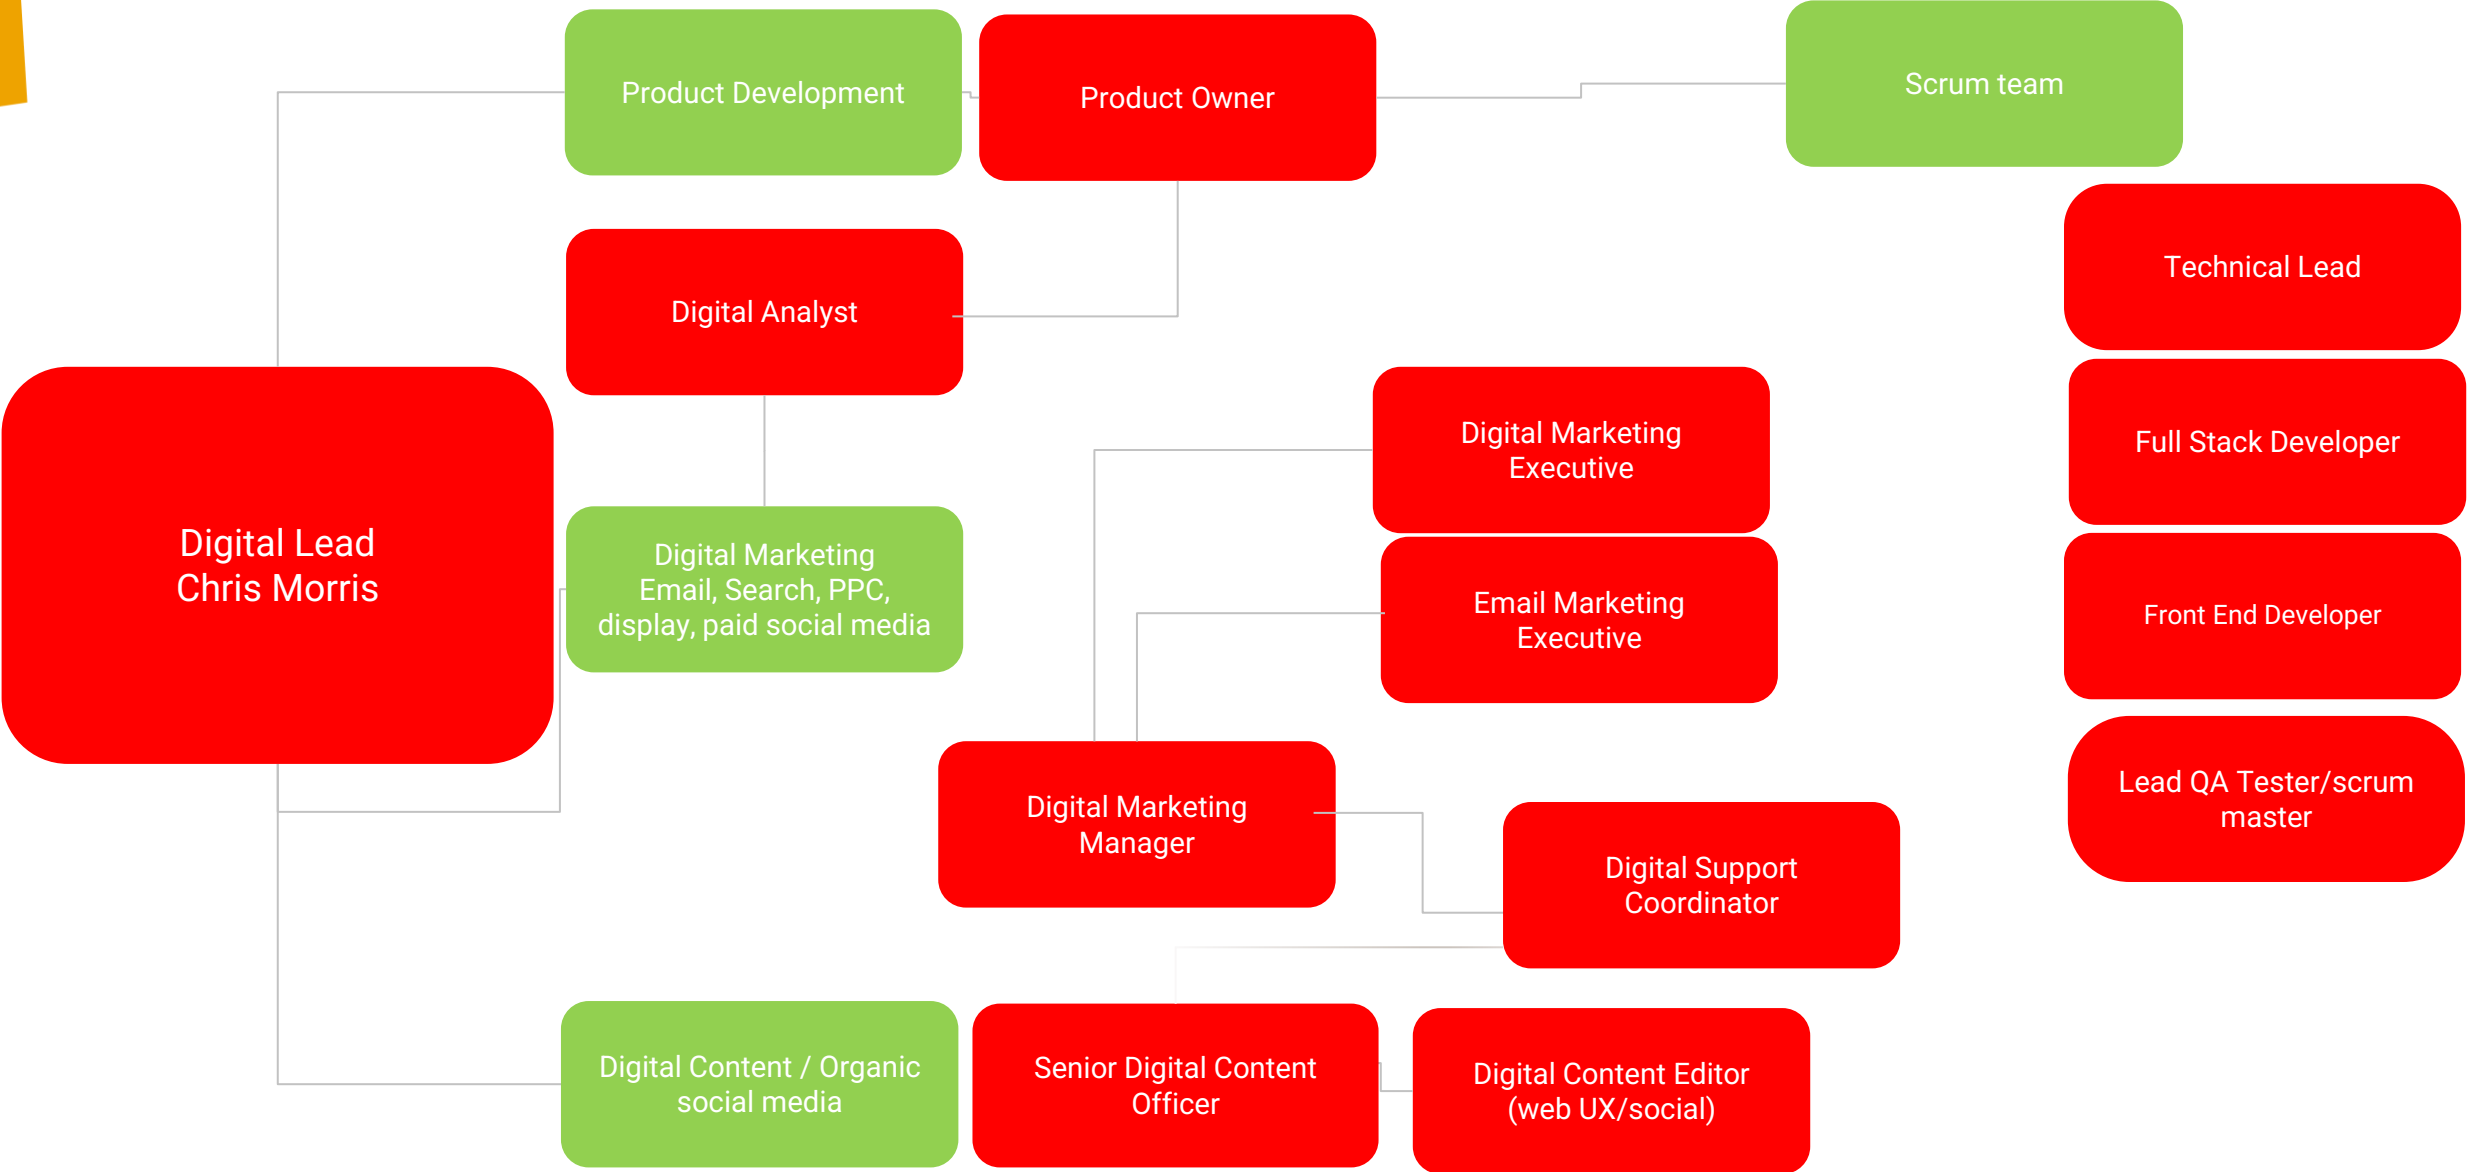 Product Development
Product Owner
Scrum team
Technical Lead
Digital Analyst
Full Stack Developer
Digital Marketing
Executive
Digital Lead
Chris Morris
Digital Marketing
Email, Search, PPC,
display, paid social media
Email Marketing
Executive
Front End Developer
Digital Marketing
Manager
Lead QA Tester/scrum
master
Digital Support
Coordinator
Digital Content / Organic
social media
Senior Digital Content
Officer
Digital Content Editor
(web UX/social)